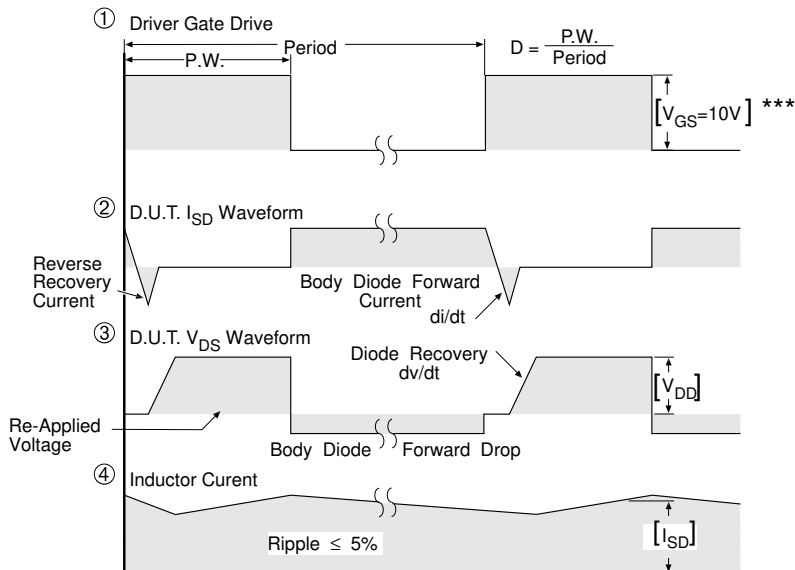 ① Driver Gate Drive
Period
P.W.
D = P.W. / Period
[V_GS=10V] ***
② D.U.T. I_SD Waveform
Reverse
Recovery
Current
Body Diode Forward
Current
di/dt
③ D.U.T. V_DS Waveform
Diode Recovery
dv/dt
[V_DD]
Re-Applied
Voltage
Body Diode Forward Drop
④ Inductor Curent
Ripple ≤ 5%
[I_SD]